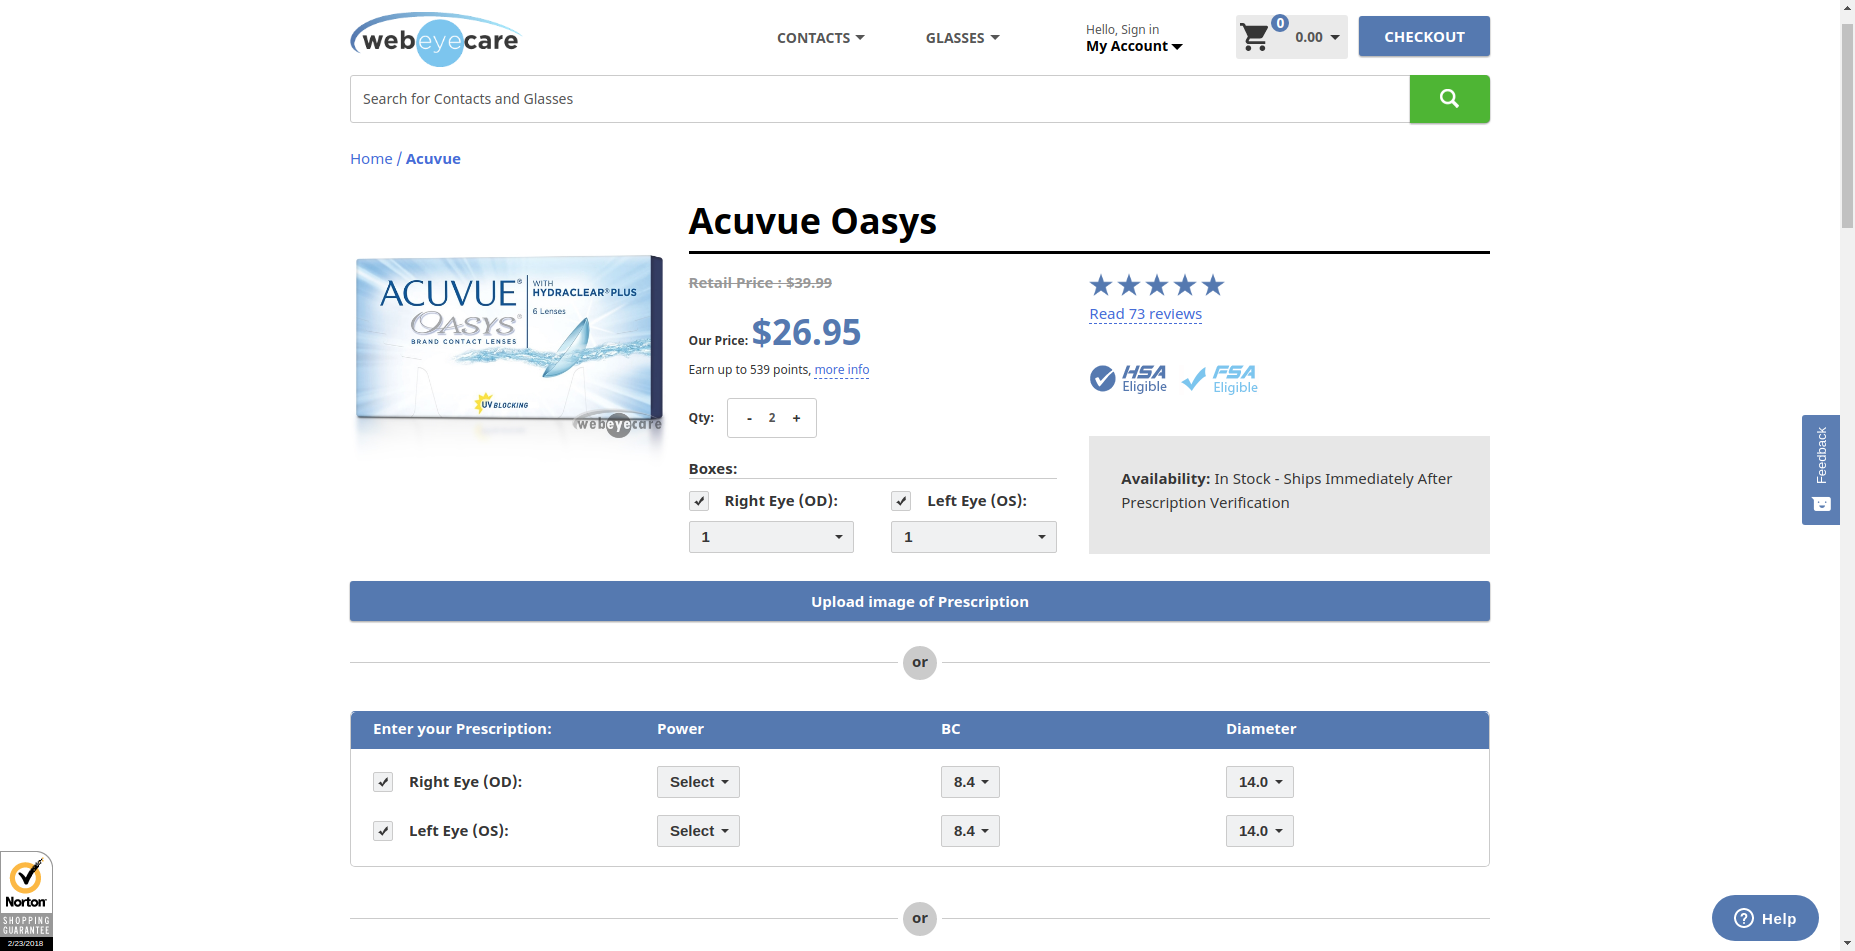 webeyecare
CONTACTS
GLASSES
Hello, Sign in
My Account
0
0.00
CHECKOUT
Search for Contacts and Glasses
Home / Acuvue
Acuvue Oasys
ACUVUE®
WITH
HYDRACLEAR® PLUS
6 Lenses
OASYS®
BRAND CONTACT LENSES
UV BLOCKING
webeyecare
Retail Price : $39.99
Our Price: $26.95
Earn up to 539 points, more info
Qty: - 2 +
Boxes:
Right Eye (OD):
Left Eye (OS):
1
1
Read 73 reviews
HSA
Eligible
FSA
Eligible
Availability: In Stock - Ships Immediately After
Prescription Verification
Feedback
Upload image of Prescription
or
Enter your Prescription: Power BC Diameter
Right Eye (OD): Select 8.4 14.0
Left Eye (OS): Select 8.4 14.0
or
Norton
SHOPPING
GUARANTEE
2/23/2018
Help